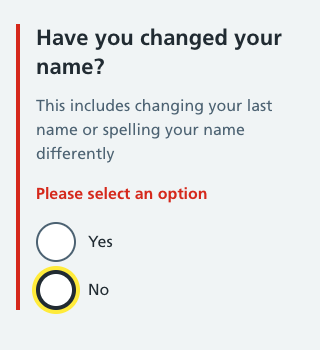 Have you changed your
name?
This includes changing your last
name or spelling your name
differently
Please select an option
Yes
No